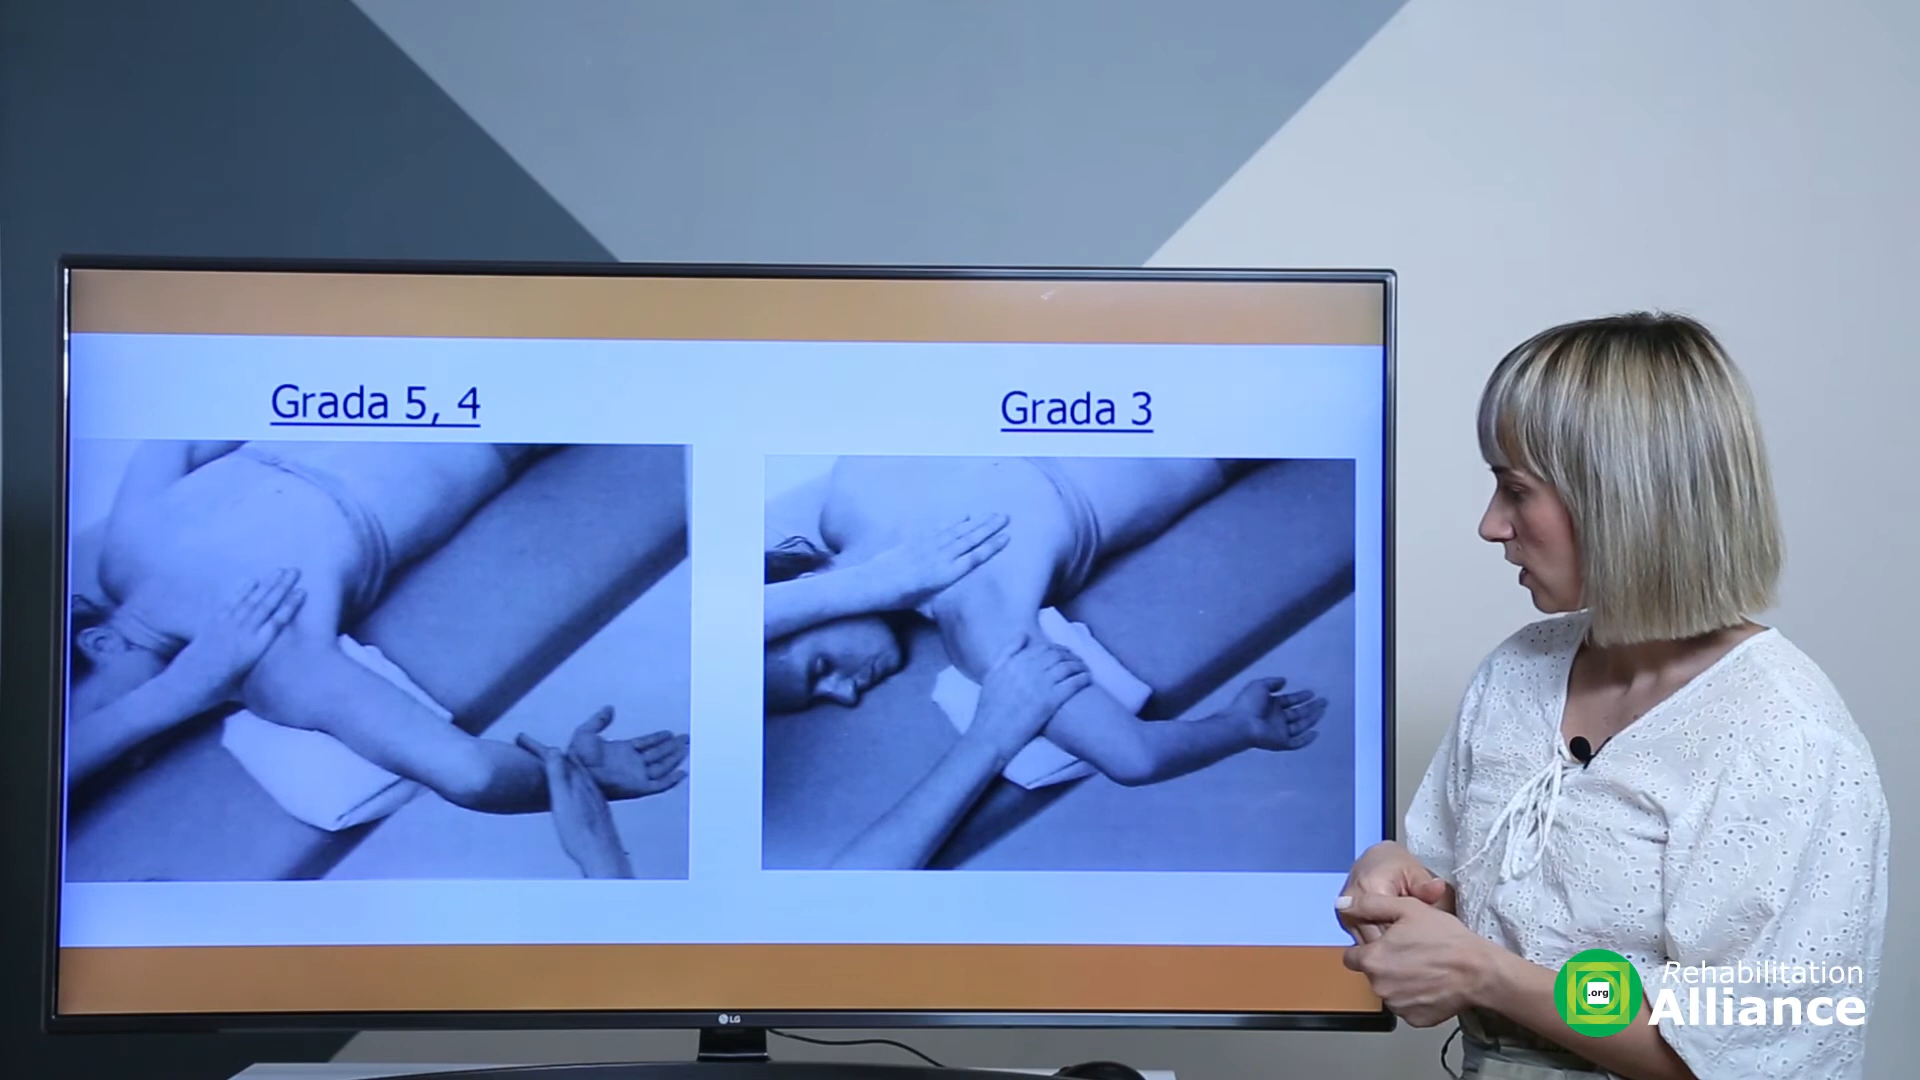 Grada 5, 4
Grada 3
LG
.org
Rehabilitation
Alliance